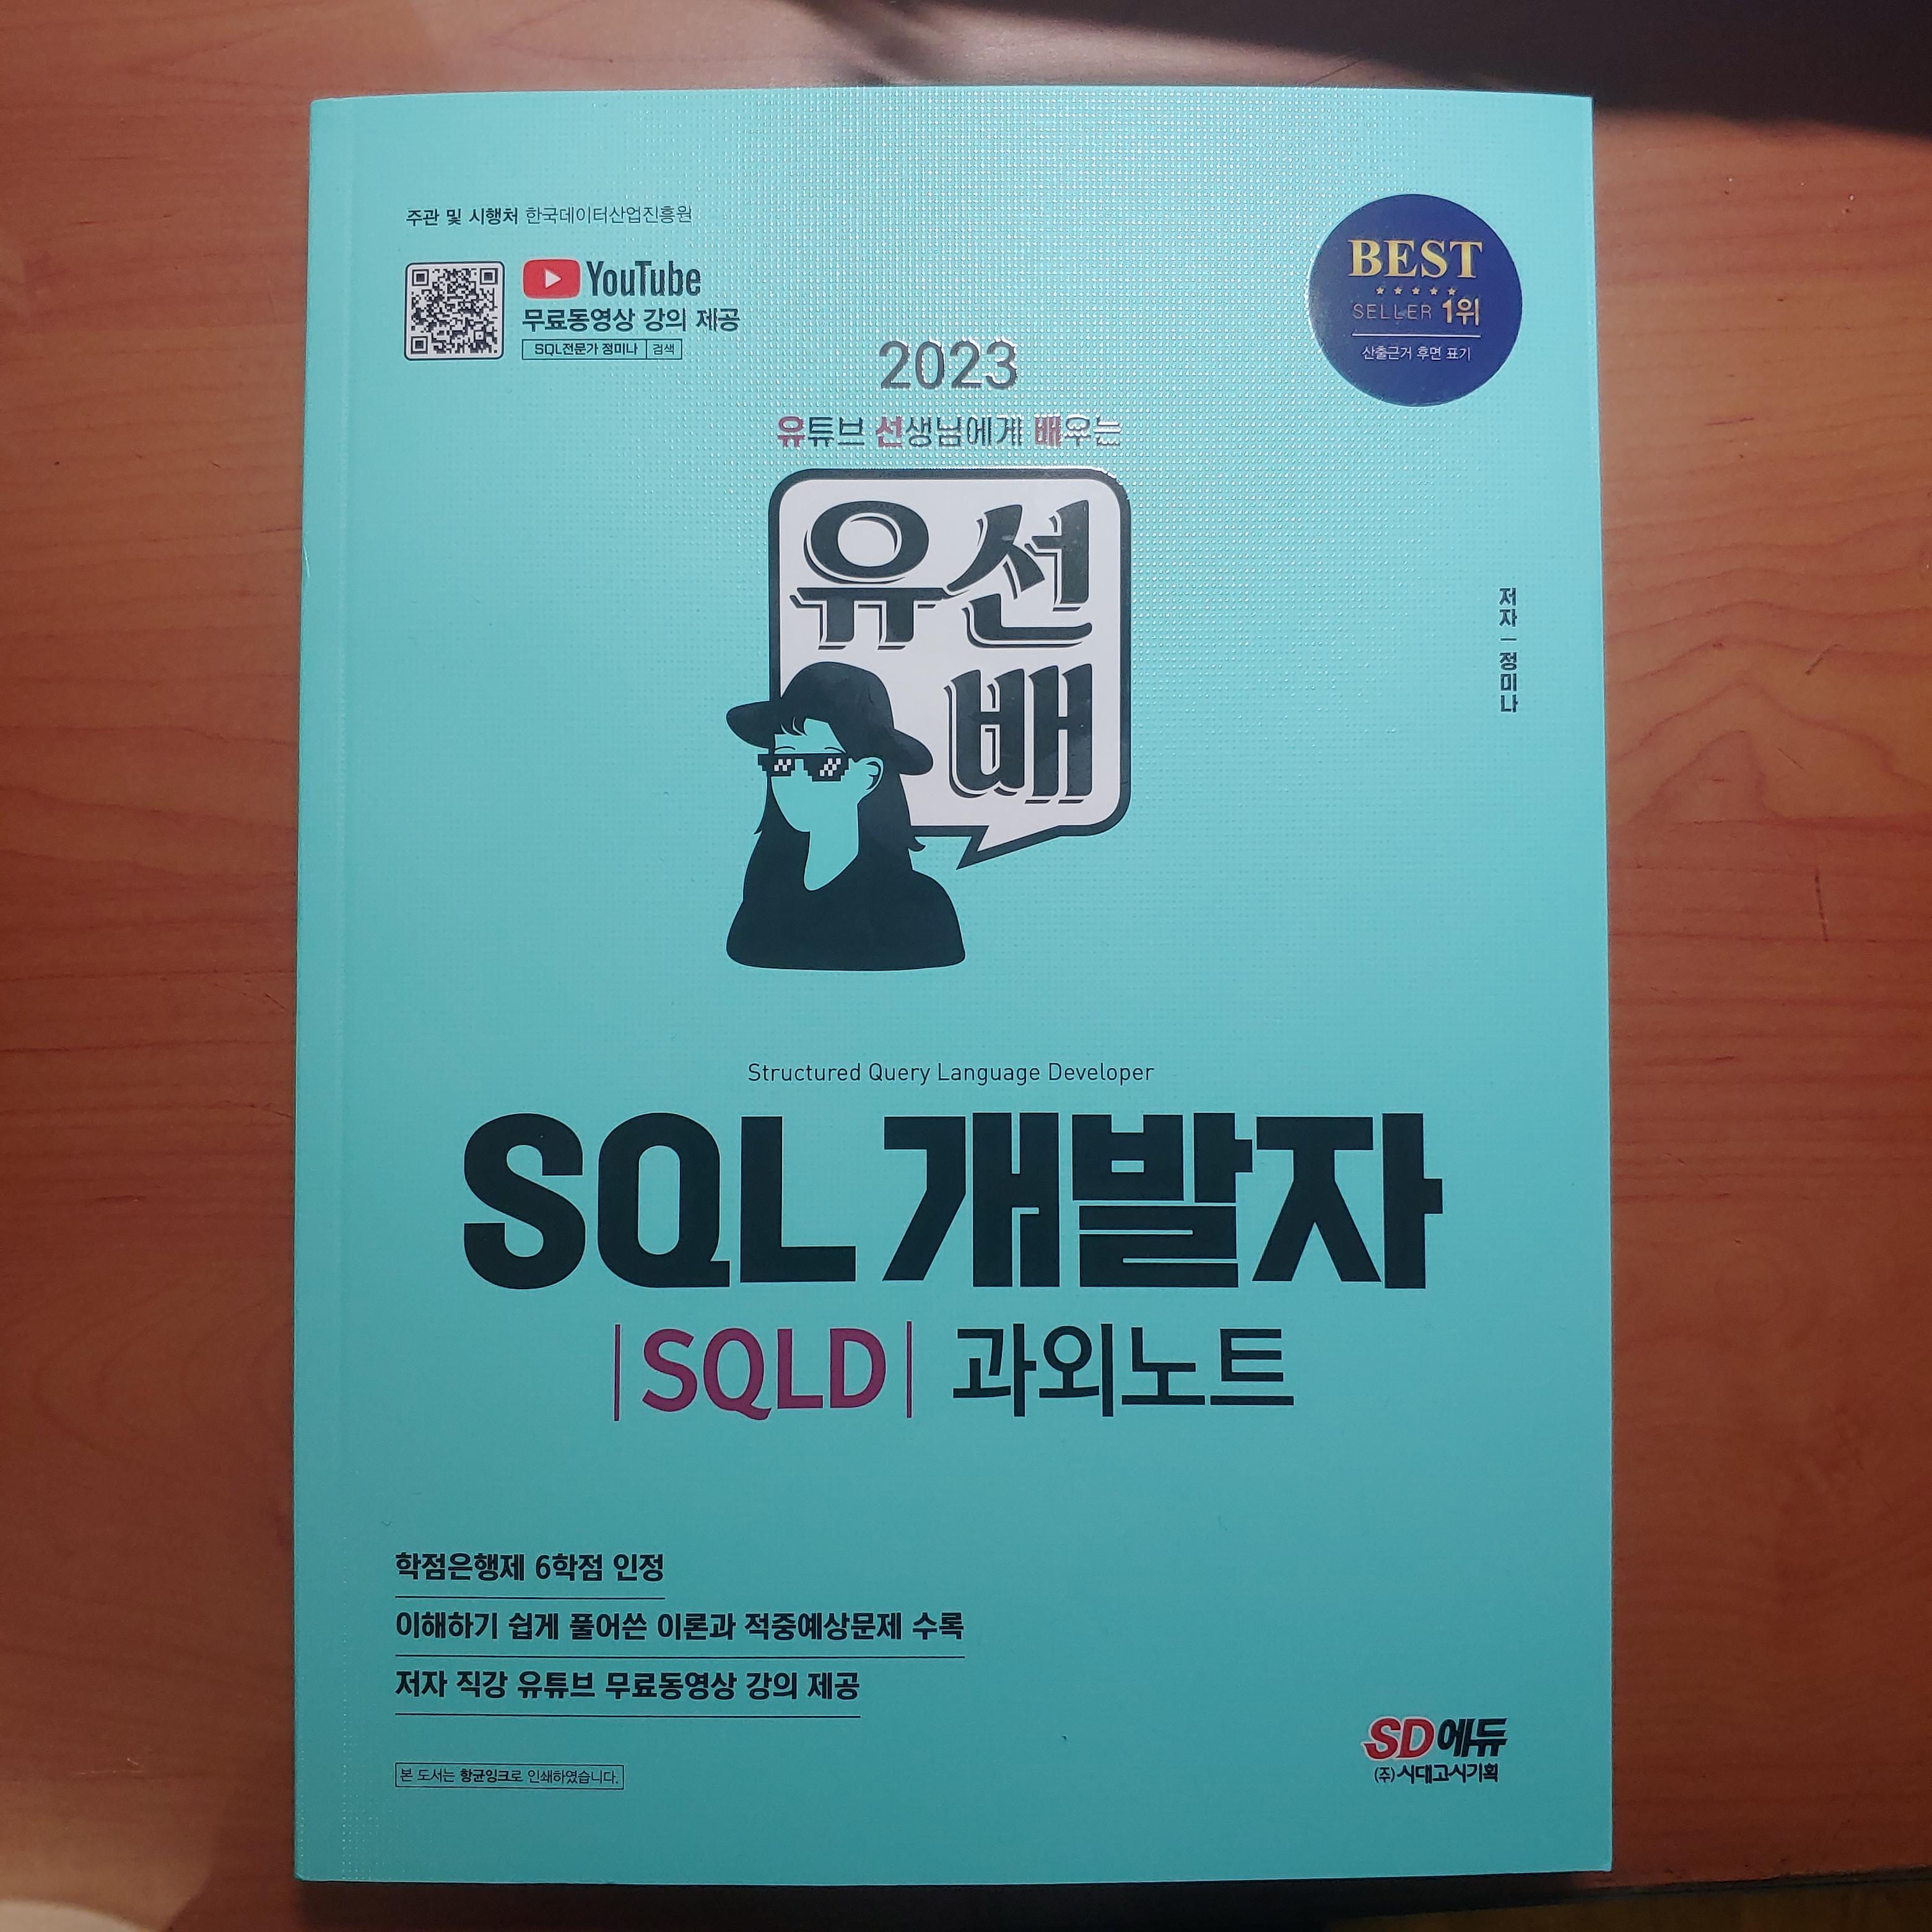 주관 및 시행처 한국데이터산업진흥원
YouTube
무료동영상 강의 제공
SQL전문가 정미나 검색
BEST
SELLER 1위
산출근거 후면 표기
2023
유튜브 선생님에게 배우는
유선
배
저자 | 정미나
Structured Query Language Developer
SQL 개발자
|SQLD| 과외노트
학점은행제 6학점 인정
이해하기 쉽게 풀어쓴 이론과 적중예상문제 수록
저자 직강 유튜브 무료동영상 강의 제공
본 도서는 항균잉크로 인쇄하였습니다.
SD에듀
(주)시대고시기획